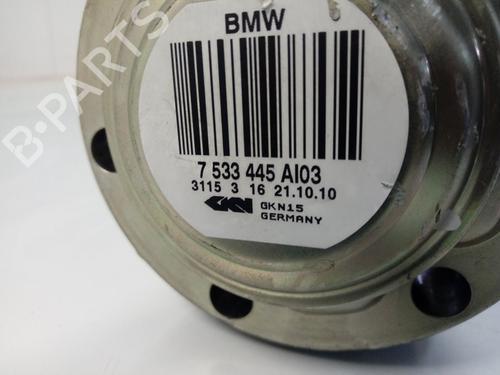 BMW
7 533 445 AI03
3115 3 16 21.10.10
GKN GKN15
GERMANY
B-PARTS